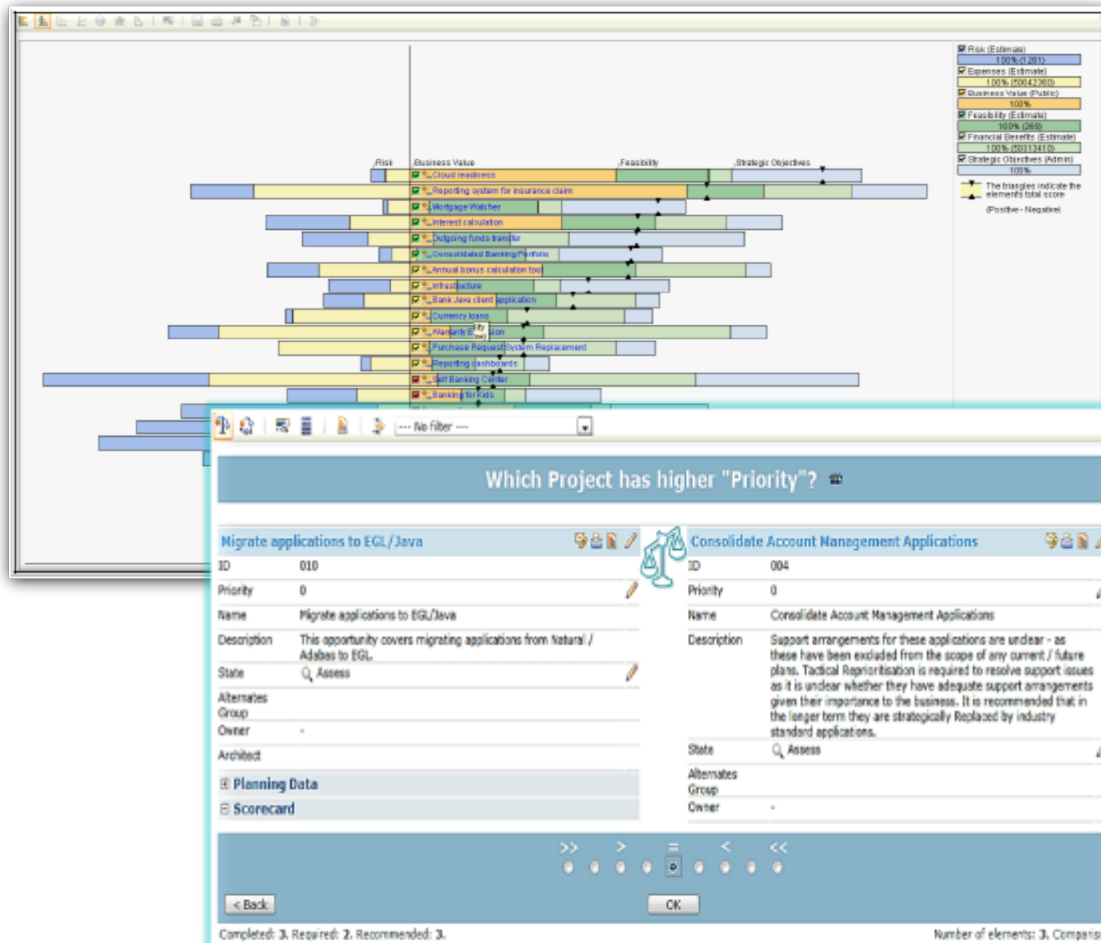 Risk (Estimate)
100% (1261)
Expenses (Estimate)
100% (50042360)
Business Value (Public)
100%
Feasibility (Estimate)
100% (268)
Financial Benefits (Estimate)
100% (50313410)
Strategic Objectives (Admin)
100%
The triangles indicate the
element's total score
(Positive - Negative)
Risk Business Value Feasibility Strategic Objectives
Cloud readiness
Reporting system for insurance claim
Mortgage Watcher
Interest calculation
Outgoing funds transfer
Consolidated Banking Portfolio
Annual bonus calculation tool
Infrastructure
Bank Java client application
Currency loans
Purchase Request System Replacement
Reporting dashboards
Self Banking Center
Banking for Kids
--- No filter ---
Which Project has higher "Priority"?
Migrate applications to EGL/Java
ID 010
Priority 0
Name Migrate applications to EGL/Java
Description This opportunity covers migrating applications from Natural /
Adabas to EGL.
State Assess
Alternates
Group
Owner -
Architect
Planning Data
Scorecard
Consolidate Account Management Applications
ID 004
Priority 0
Name Consolidate Account Management Applications
Description Support arrangements for these applications are unclear - as
these have been excluded from the scope of any current / future
plans. Tactical Reprioritisation is required to resolve support issues
as it is unclear whether they have adequate support arrangements
given their importance to the business. It is recommended that in
the longer term they are strategically Replaced by industry
standard applications.
State Assess
Alternates
Group
Owner -
>> > = < <<
< Back OK
Completed: 3. Required: 2. Recommended: 3. Number of elements: 3.